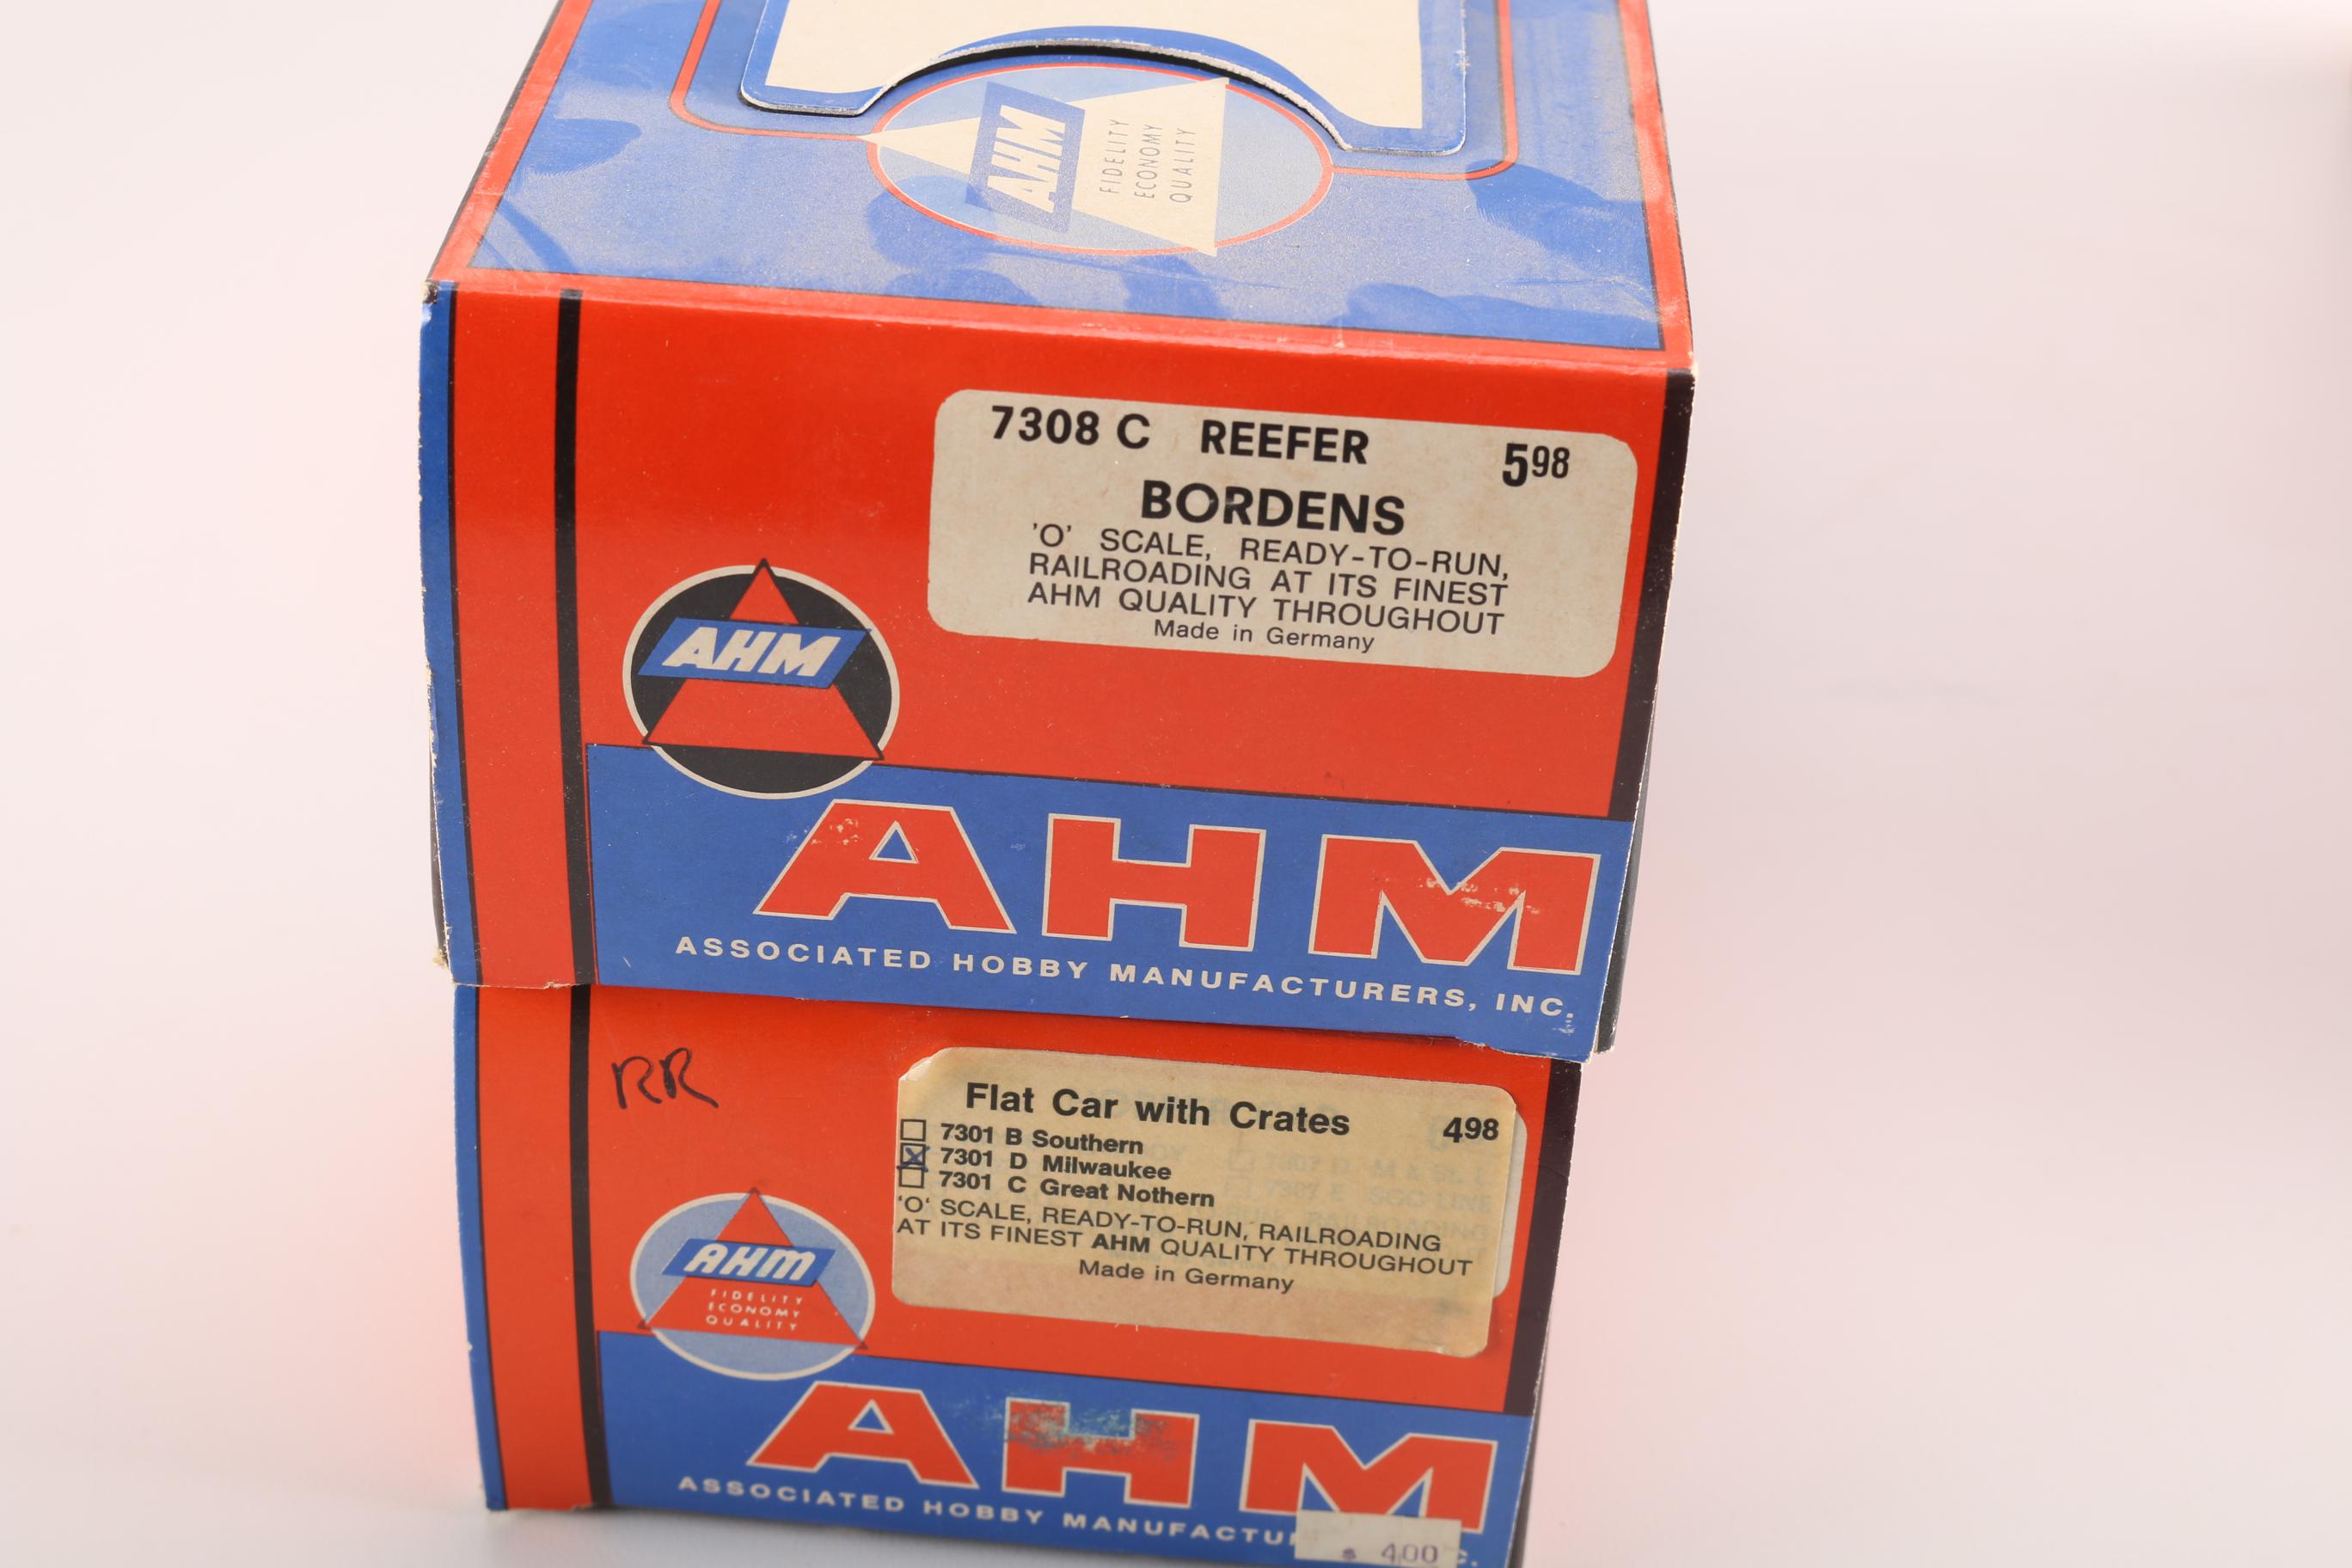 AHM
FIDELITY
ECONOMY
QUALITY
7308 C REEFER 5 98
BORDENS
'O' SCALE, READY-TO-RUN,
RAILROADING AT ITS FINEST
AHM QUALITY THROUGHOUT
Made in Germany
AHM
AHM
ASSOCIATED HOBBY MANUFACTURERS, INC.
RR
Flat Car with Crates 498
7301 B Southern
7301 D Milwaukee
7301 C Great Nothern
'O' SCALE, READY-TO-RUN, RAILROADING
AT ITS FINEST AHM QUALITY THROUGHOUT
Made in Germany
AHM
FIDELITY
ECONOMY
QUALITY
AHM
ASSOCIATED HOBBY MANUFACTU C.
400